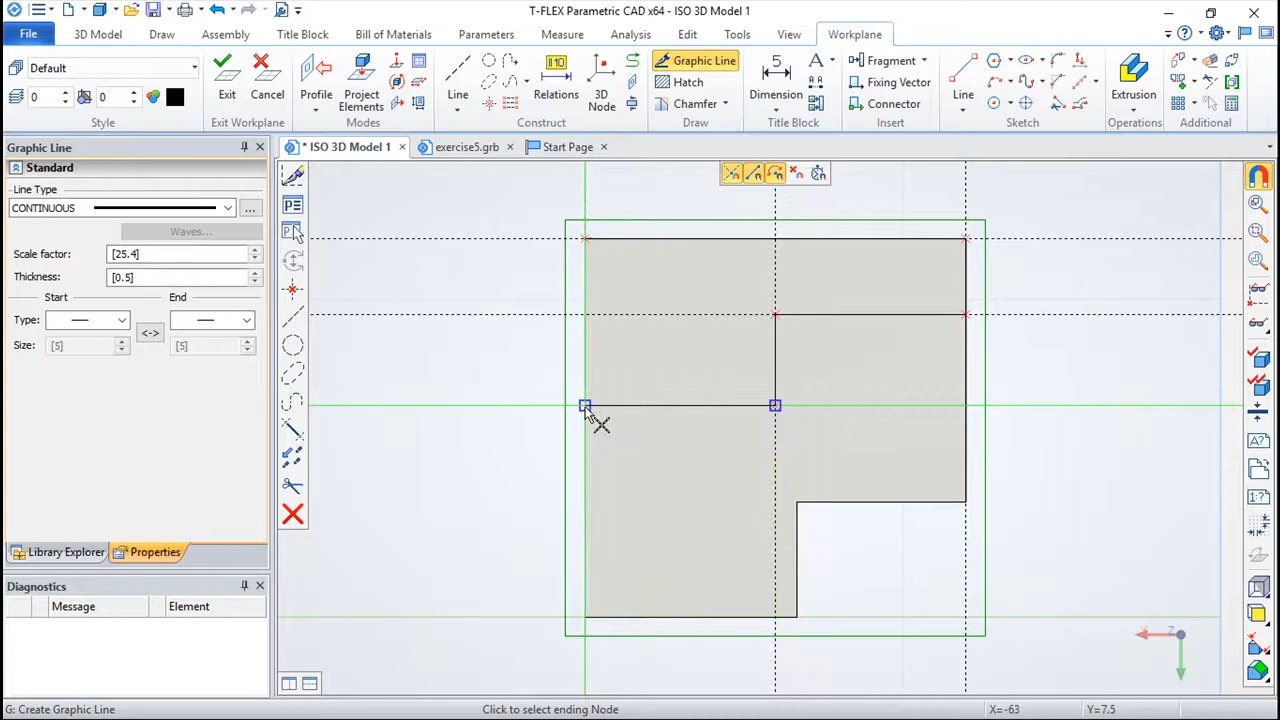 T-FLEX Parametric CAD x64 - ISO 3D Model 1
File
3D Model
Draw
Assembly
Title Block
Bill of Materials
Parameters
Measure
Analysis
Edit
Tools
View
Workplane
Default
0
0
Style
Exit
Cancel
Exit Workplane
Profile
Project Elements
Modes
Line
Relations
3D Node
Construct
Graphic Line
Hatch
Chamfer
Draw
5
Dimension
Title Block
Fragment
Fixing Vector
Connector
Insert
Line
Sketch
Extrusion
Operations
Additional
Graphic Line
* ISO 3D Model 1
exercise5.grb
Start Page
Standard
Line Type
CONTINUOUS
...
Waves...
Scale factor:
[25.4]
Thickness:
[0.5]
Start
End
Type:
<->
Size:
[5]
[5]
Library Explorer
Properties
Diagnostics
Message
Element
Z
G: Create Graphic Line
Click to select ending Node
X=-63
Y=7.5